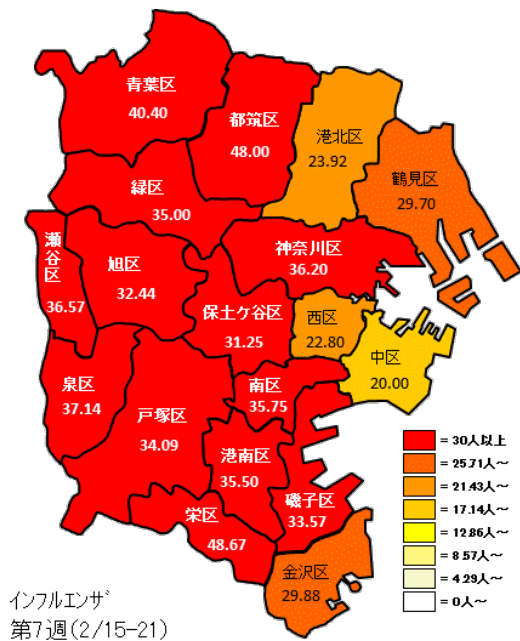 青葉区
40.40
都筑区
48.00
港北区
23.92
鶴見区
29.70
緑区
35.00
瀬谷区
36.57
旭区
32.44
神奈川区
36.20
保土ケ谷区
31.25
西区
22.80
中区
20.00
泉区
37.14
戸塚区
34.09
南区
35.75
港南区
35.50
磯子区
33.57
栄区
48.67
金沢区
29.88
= 30人以上
= 25.71人～
= 21.43人～
= 17.14人～
= 12.86人～
= 8.57人～
= 4.29人～
= 0人～
インフルエンザ
第7週(2/15-21)